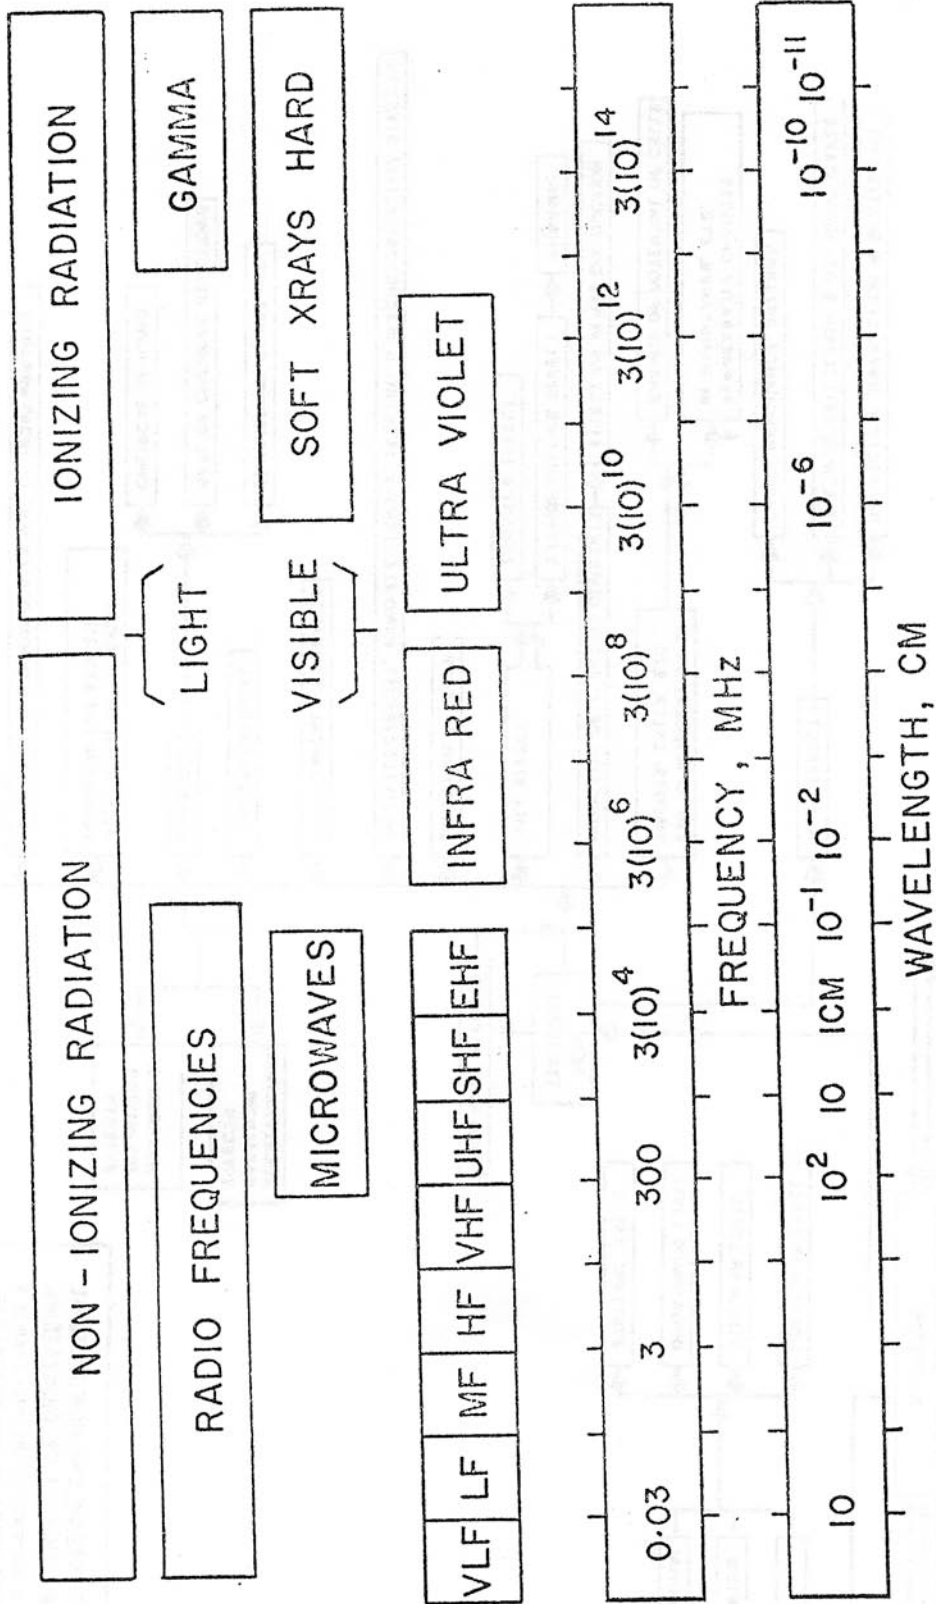 NON-IONIZING RADIATION IONIZING RADIATION
RADIO FREQUENCIES LIGHT GAMMA
MICROWAVES VISIBLE SOFT XRAYS HARD
VLF LF MF HF VHF UHF SHF EHF INFRA RED ULTRA VIOLET
0.03 3 300 3(10)⁴ 3(10)⁶ 3(10)⁸ 3(10)¹⁰ 3(10)¹² 3(10)¹⁴
FREQUENCY, MHz
10 10² 10 1CM 10⁻¹ 10⁻² 10⁻⁶ 10⁻¹⁰ 10⁻¹¹
WAVELENGTH, CM